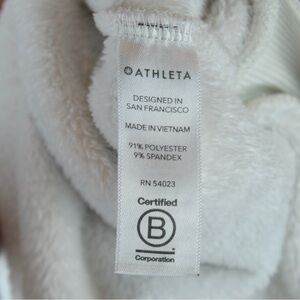 ATHLETA
DESIGNED IN
SAN FRANCISCO
MADE IN VIETNAM
91% POLYESTER
9% SPANDEX
RN 54023
Certified
B
Corporation